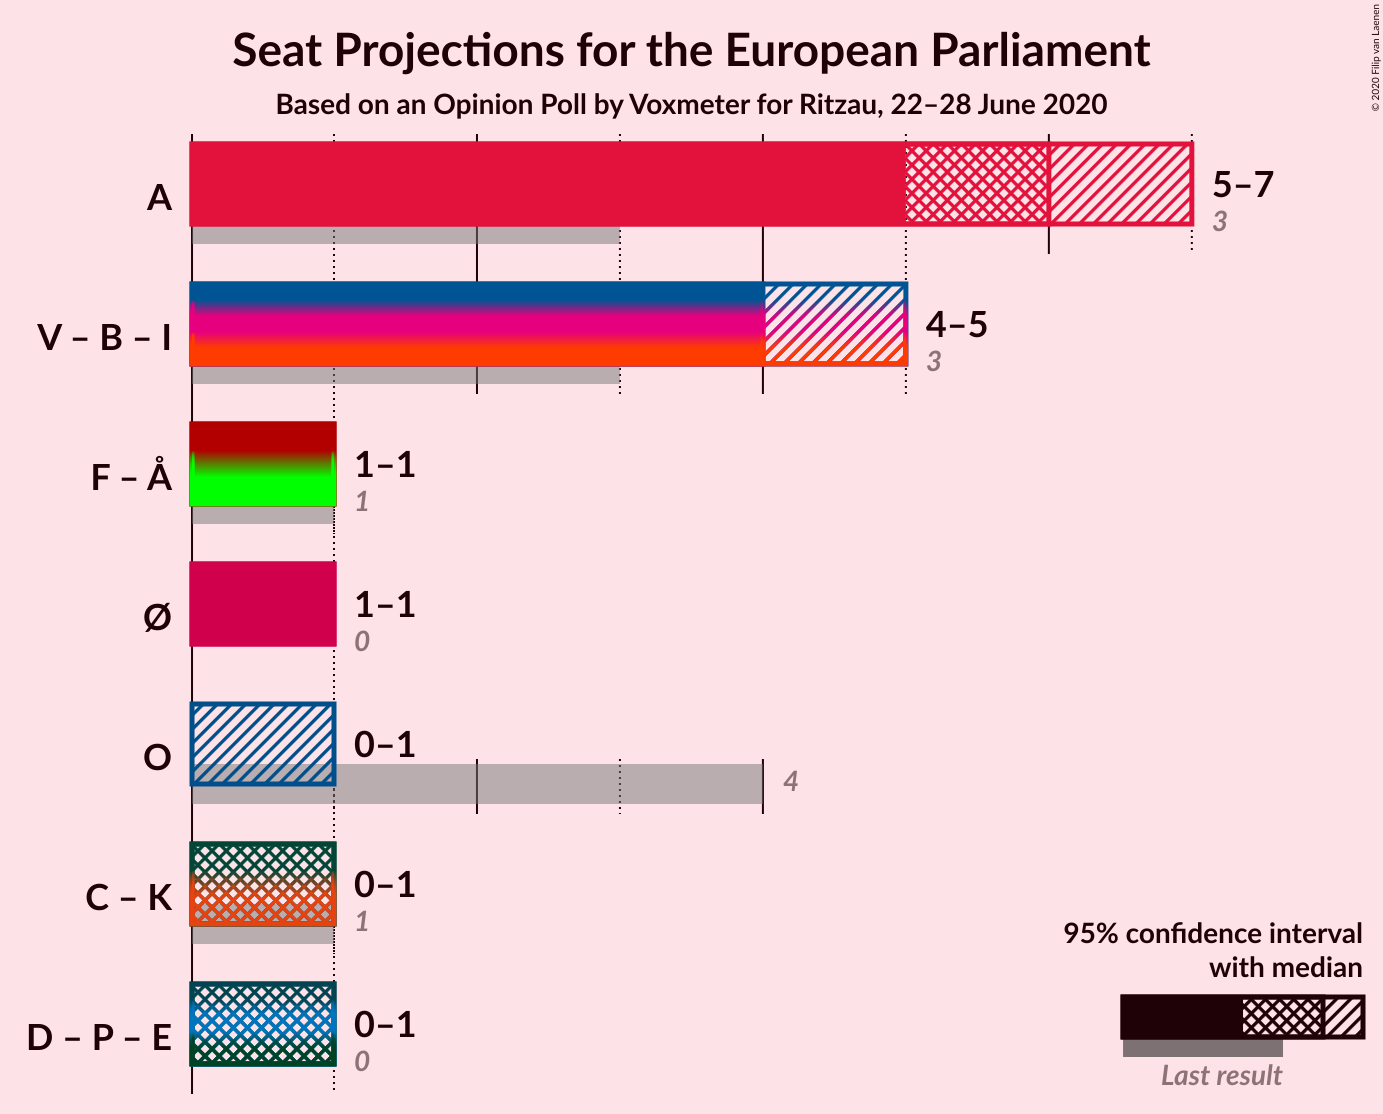 Seat Projections for the European Parliament
Based on an Opinion Poll by Voxmeter for Ritzau, 22–28 June 2020
© 2020 Filip van Laenen
A
5–7
3
V – B – I
4–5
3
F – Å
1–1
1
Ø
1–1
0
O
0–1
4
C – K
0–1
1
D – P – E
0–1
0
95% confidence interval
with median
Last result